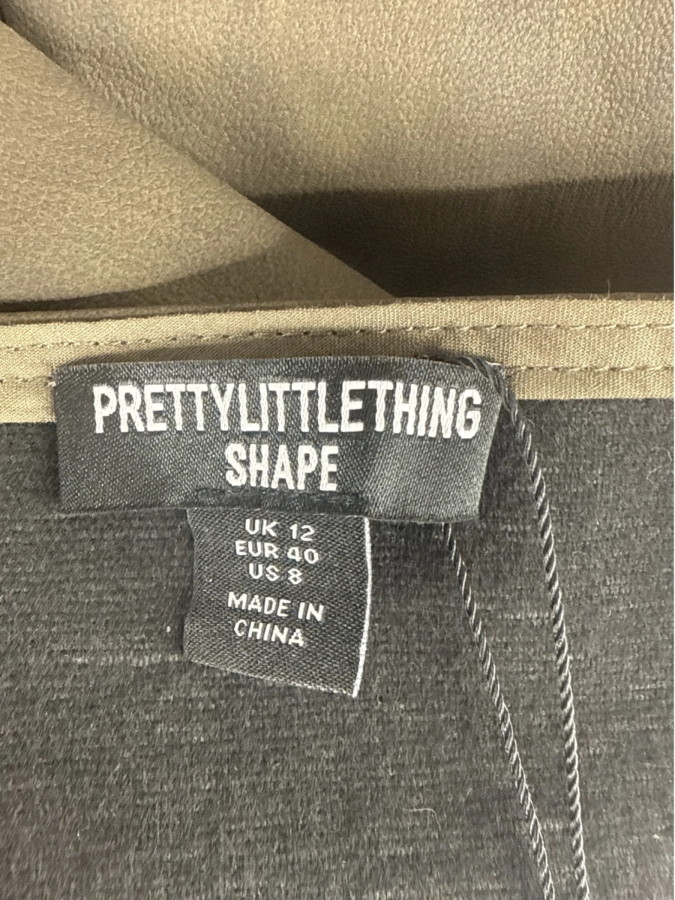 PRETTYLITTLETHING
SHAPE
UK 12
EUR 40
US 8
MADE IN
CHINA